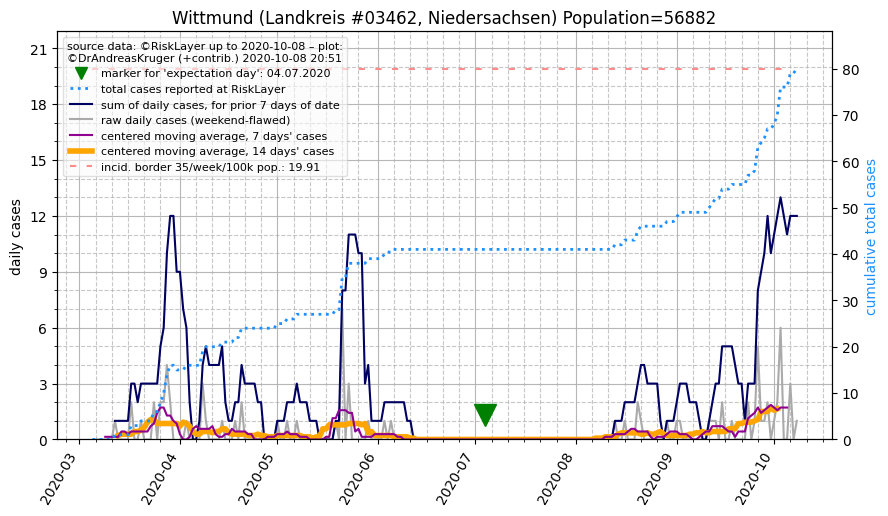 Wittmund (Landkreis #03462, Niedersachsen) Population=56882
source data: ©RiskLayer up to 2020-10-08 – plot:
©DrAndreasKruger (+contrib.) 2020-10-08 20:51
marker for 'expectation day': 04.07.2020
total cases reported at RiskLayer
sum of daily cases, for prior 7 days of date
raw daily cases (weekend-flawed)
centered moving average, 7 days' cases
centered moving average, 14 days' cases
incid. border 35/week/100k pop.: 19.91
daily cases
21
18
15
12
9
6
3
0
cumulative total cases
80
70
60
50
40
30
20
10
0
2020-03
2020-04
2020-05
2020-06
2020-07
2020-08
2020-09
2020-10